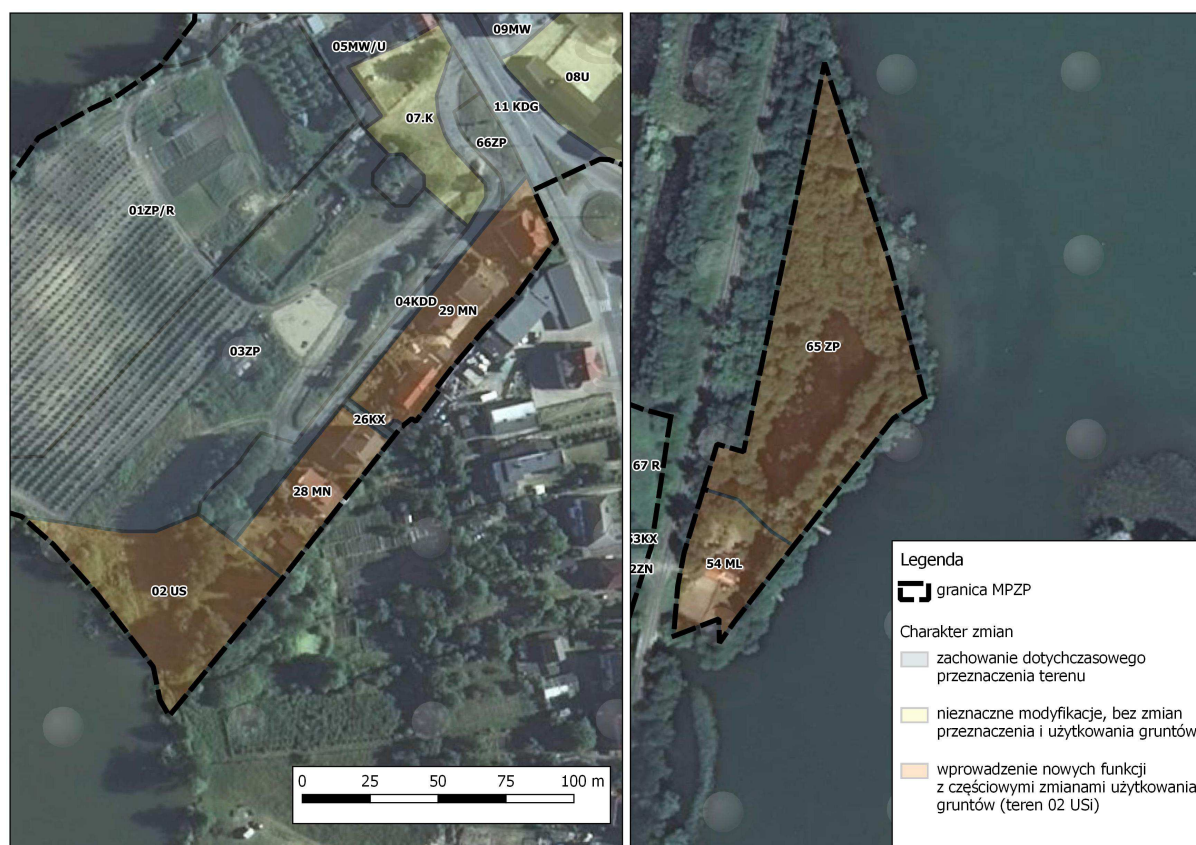 09MW
05MW/U
08U
11 KDG
07.K
66ZP
01ZP/R
04KDD
29 MN
03ZP
26KX
28 MN
02 US
0 25 50 75 100 m
65 ZP
67 R
53KX
2ZN
54 ML
Legenda
granica MPZP
Charakter zmian
zachowanie dotychczasowego
przeznaczenia terenu
nieznaczne modyfikacje, bez zmian
przeznaczenia i użytkowania gruntów
wprowadzenie nowych funkcji
z częściowymi zmianami użytkowania
gruntów (teren 02 USi)